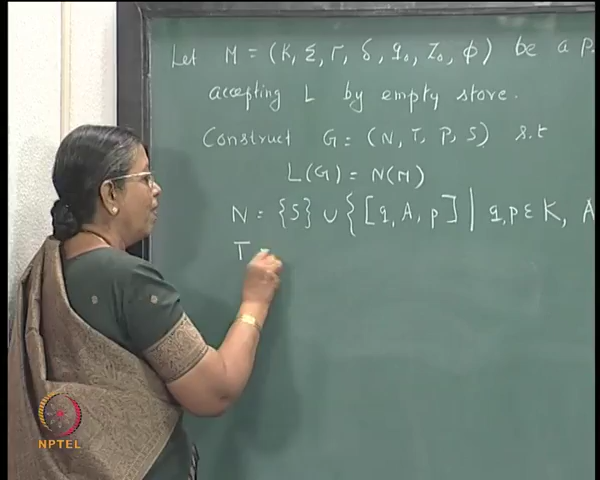 Let M = (K, Σ, Γ, δ, q₀, Z₀, Φ) be a P.
accepting L by empty store.
Construct G = (N, T, P, S) s.t
L(G) = N(M)
N = {S} ∪ {[q, A, p] | q, p ∈ K, A
T
NPTEL